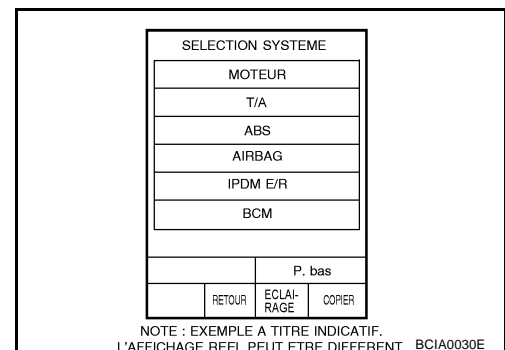 SELECTION SYSTEME
MOTEUR
T/A
ABS
AIRBAG
IPDM E/R
BCM
P. bas
RETOUR
ECLAI-
RAGE
COPIER
NOTE : EXEMPLE A TITRE INDICATIF.
L'AFFICHAGE REEL PEUT ETRE DIFFERENT.
BCIA0030E